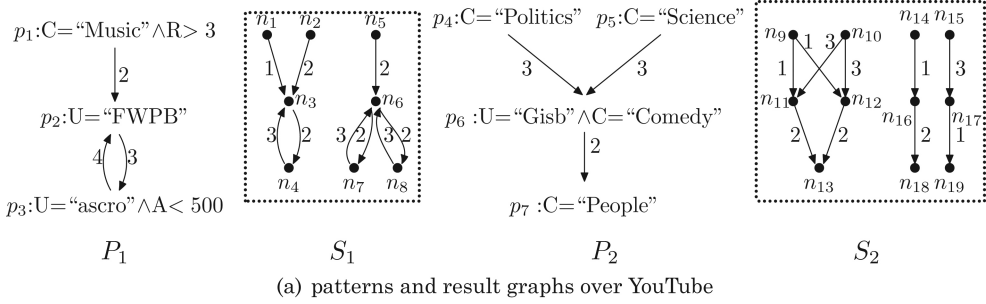 p₁:C=“Music”∧R> 3
2
p₂:U=“FWPB”
4 3
p₃:U=“ascro”∧A< 500
P₁
n₁ n₂ n₅
1 2 2
n₃ n₆
3 2 3 2 3 2
n₄ n₇ n₈
S₁
p₄:C=“Politics” p₅:C=“Science”
3 3
p₆ :U=“Gisb”∧C=“Comedy”
2
p₇ :C=“People”
P₂
n₁₄ n₁₅
n₉ n₁₀
1 1 3 3 1 3
n₁₁ n₁₂ n₁₆ n₁₇
2 2 2 1
n₁₃ n₁₈ n₁₉
S₂
(a) patterns and result graphs over YouTube